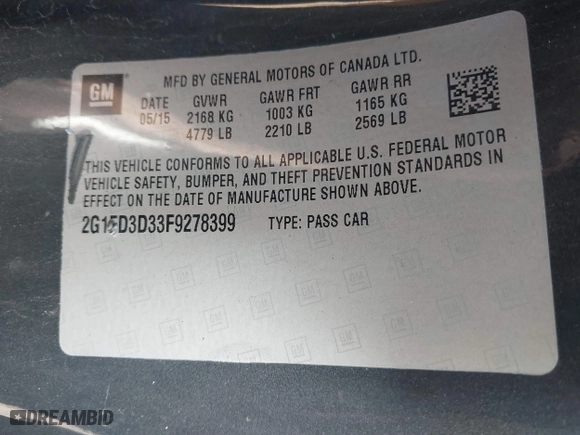 GM
MFD BY GENERAL MOTORS OF CANADA LTD.
DATE GVWR GAWR FRT GAWR RR
05/15 2168 KG 1003 KG 1165 KG
4779 LB 2210 LB 2569 LB
THIS VEHICLE CONFORMS TO ALL APPLICABLE U.S. FEDERAL MOTOR
VEHICLE SAFETY, BUMPER, AND THEFT PREVENTION STANDARDS IN
EFFECT ON THE DATE OF MANUFACTURE SHOWN ABOVE.
2G1FD3D33F9278399 TYPE: PASS CAR
DREAMBID